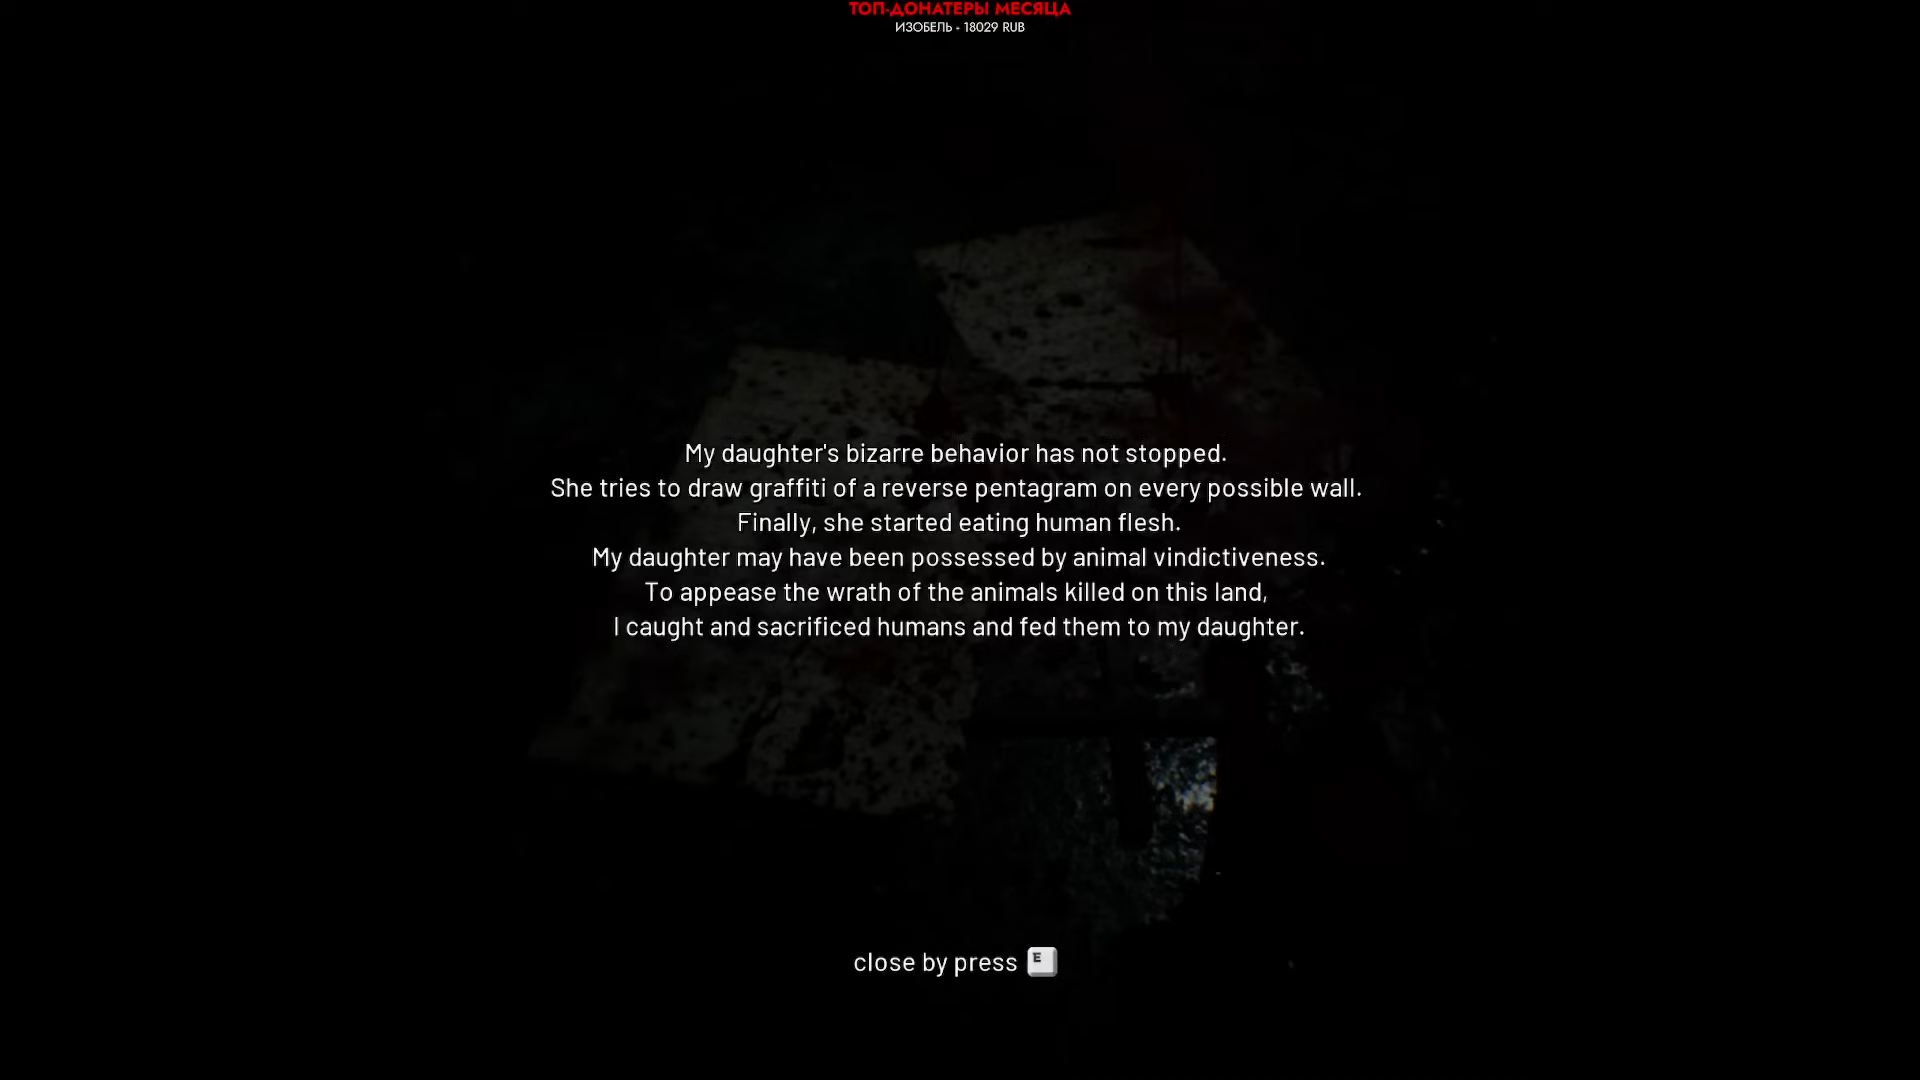 ТОП-ДОНАТЕРЫ МЕСЯЦА
ИЗОБЕЛЬ - 18029 RUB
My daughter's bizarre behavior has not stopped.
She tries to draw graffiti of a reverse pentagram on every possible wall.
Finally, she started eating human flesh.
My daughter may have been possessed by animal vindictiveness.
To appease the wrath of the animals killed on this land,
I caught and sacrificed humans and fed them to my daughter.
close by press E